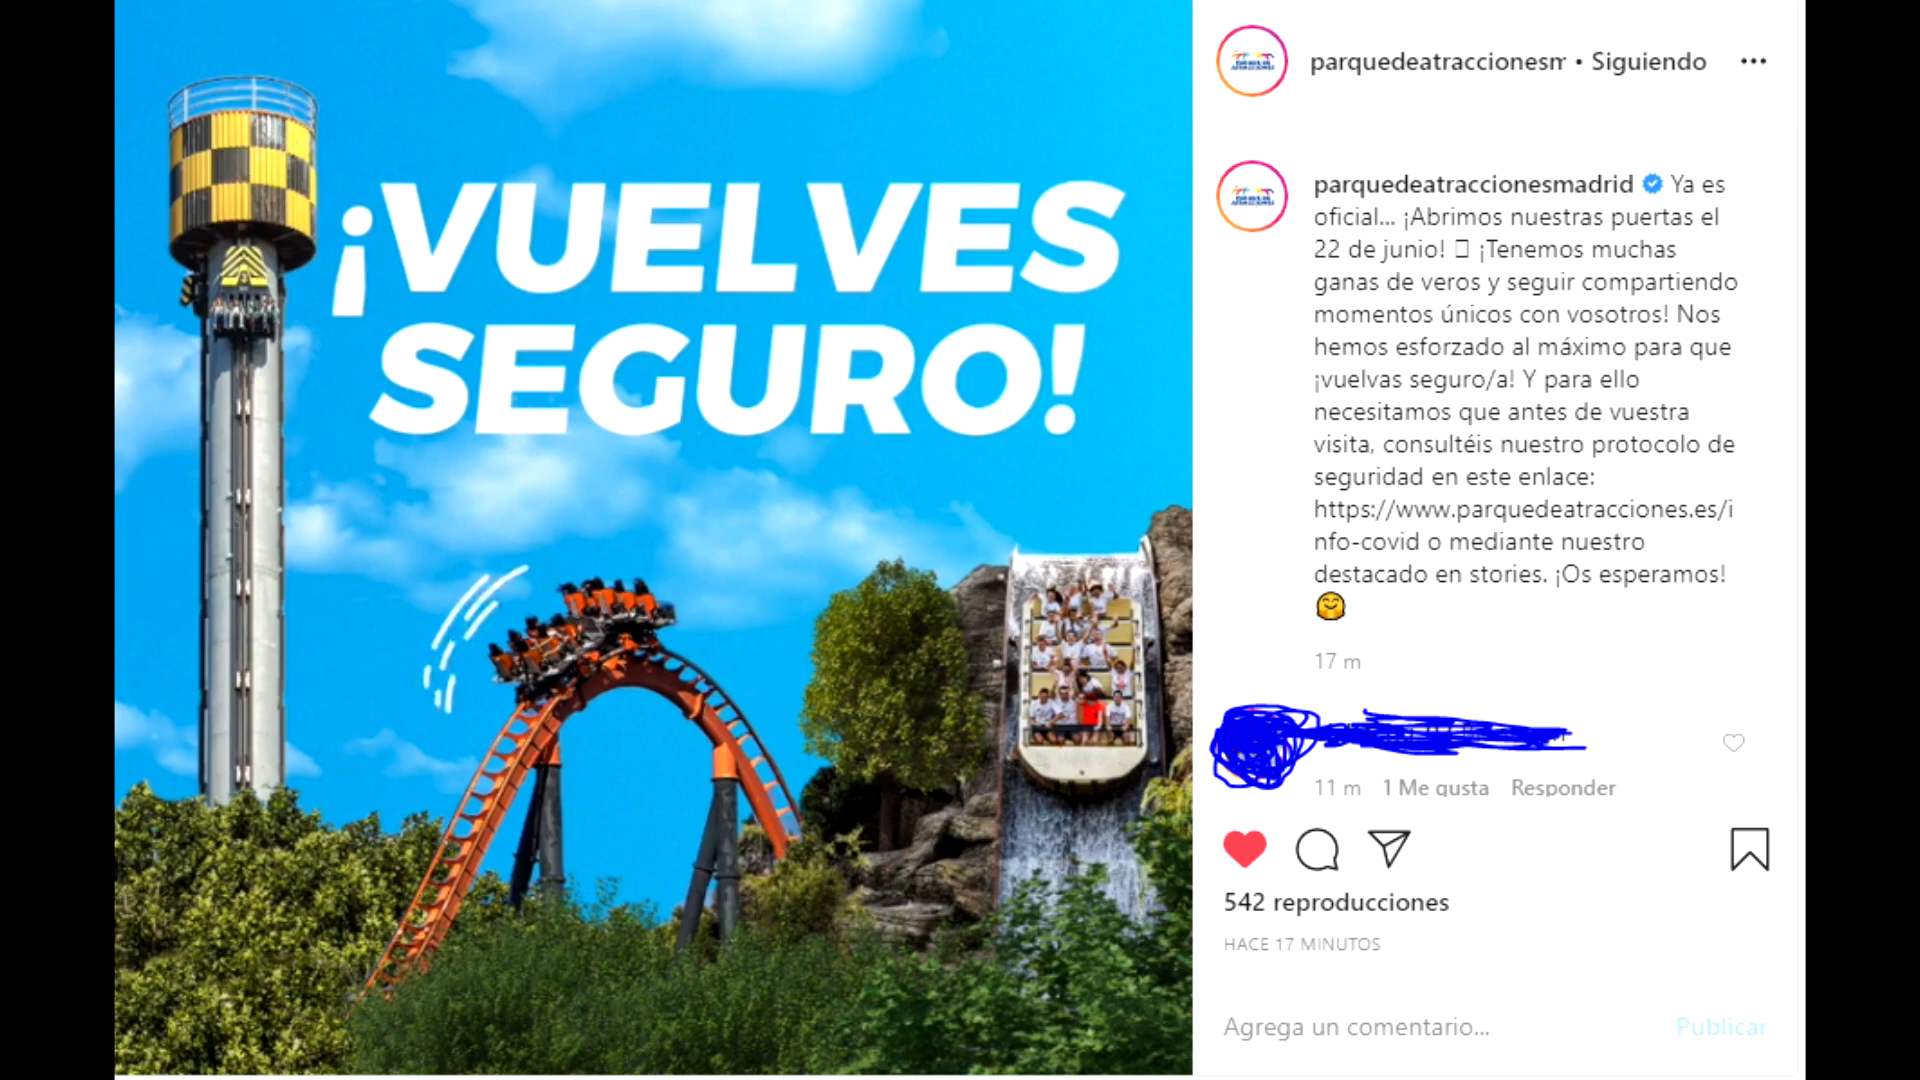 ¡VUELVES
SEGURO!
parquedeatraccionesm • Siguiendo
parquedeatraccionesmadrid Ya es
oficial... ¡Abrimos nuestras puertas el
22 de junio! ¡Tenemos muchas
ganas de veros y seguir compartiendo
momentos únicos con vosotros! Nos
hemos esforzado al máximo para que
¡vuelvas seguro/a! Y para ello
necesitamos que antes de vuestra
visita, consultéis nuestro protocolo de
seguridad en este enlace:
https://www.parquedeatracciones.es/i
nfo-covid o mediante nuestro
destacado en stories. ¡Os esperamos!
🤗
17 m
11 m 1 Me gusta Responder
542 reproducciones
HACE 17 MINUTOS
Agrega un comentario... Publicar